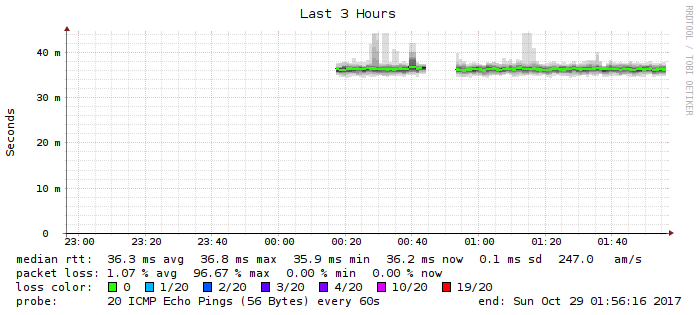 Last 3 Hours
RRDTOOL / TOBI OETIKER
Seconds
40 m
30 m
20 m
10 m
0
23:00 23:20 23:40 00:00 00:20 00:40 01:00 01:20 01:40
median rtt: 36.3 ms avg 36.8 ms max 35.9 ms min 36.2 ms now 0.1 ms sd 247.0 am/s
packet loss: 1.07 % avg 96.67 % max 0.00 % min 0.00 % now
loss color: 0 1/20 2/20 3/20 4/20 10/20 19/20
probe: 20 ICMP Echo Pings (56 Bytes) every 60s end: Sun Oct 29 01:56:16 2017